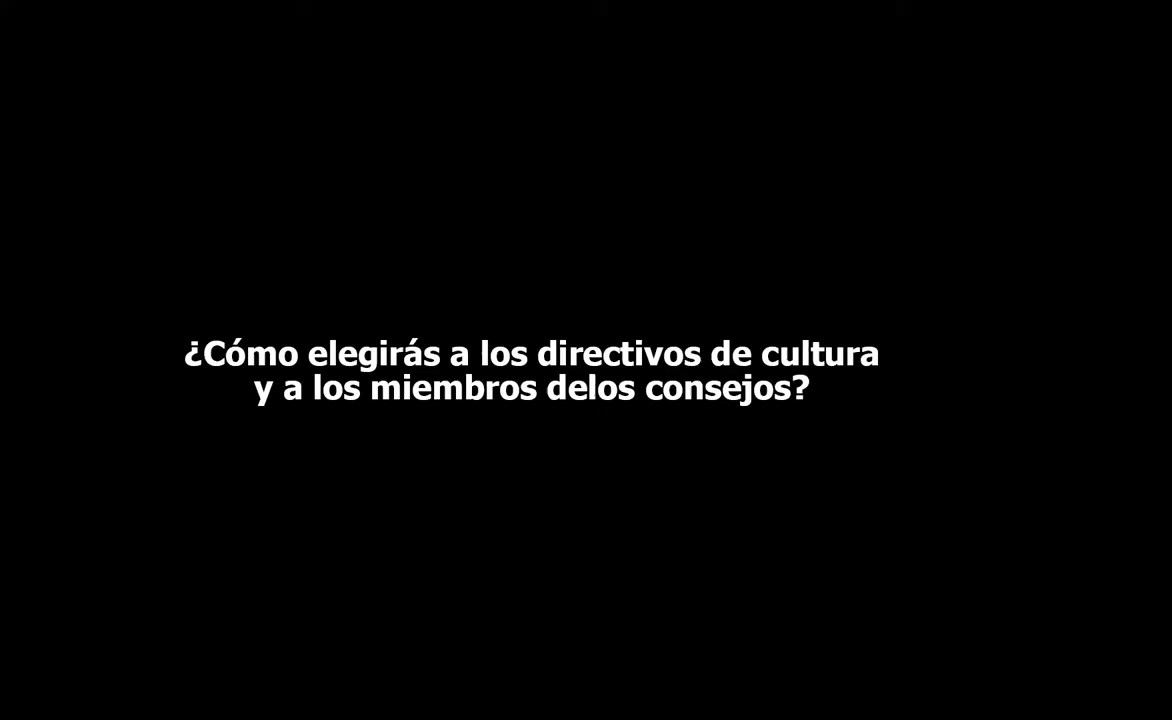 ¿Cómo elegirás a los directivos de cultura
y a los miembros delos consejos?